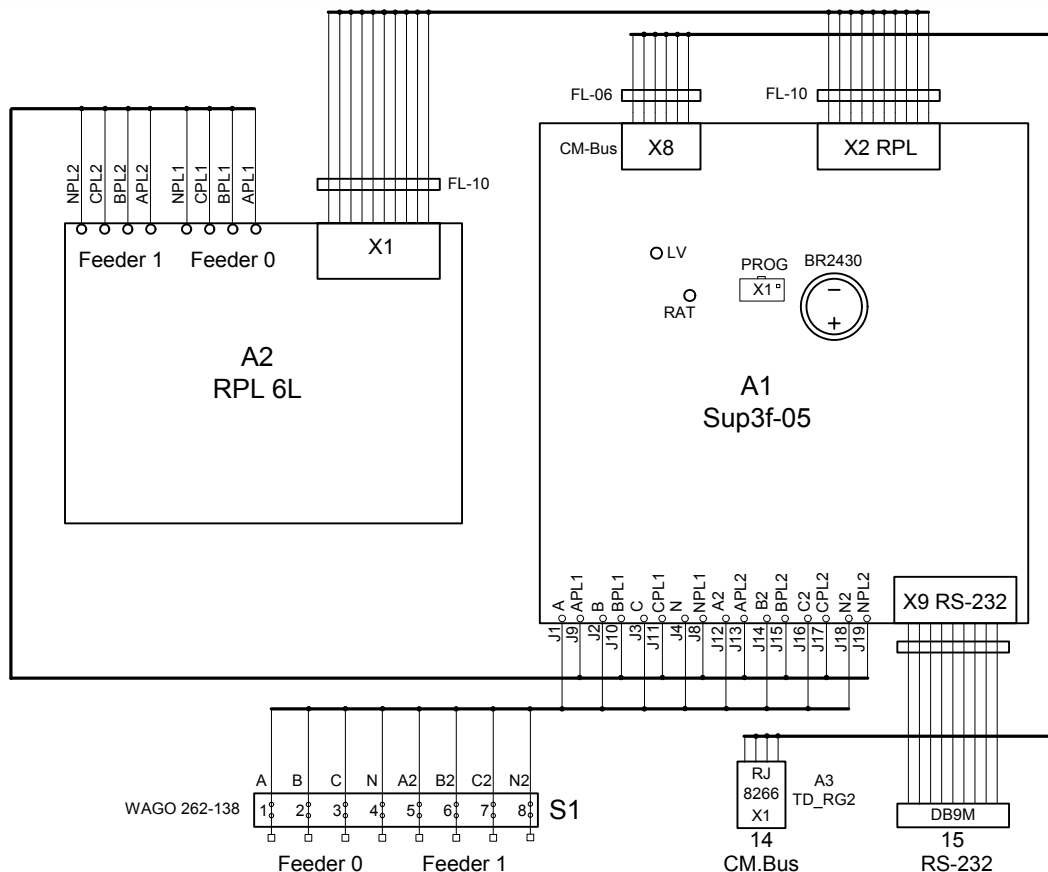 FL-06
FL-10
CM-Bus
X8
X2 RPL
NPL2
CPL2
BPL2
APL2
NPL1
CPL1
BPL1
APL1
FL-10
Feeder 1
Feeder 0
X1
LV
RAT
PROG
X1
BR2430
−
+
A2
RPL 6L
A1
Sup3f-05
A
APL1
B
BPL1
C
CPL1
N
NPL1
A2
APL2
B2
BPL2
C2
CPL2
N2
NPL2
X9 RS-232
J1
J9
J2
J10
J3
J11
J4
J8
J12
J13
J14
J15
J16
J17
J18
J19
A
B
C
N
A2
B2
C2
N2
WAGO 262-138
1
2
3
4
5
6
7
8
S1
Feeder 0
Feeder 1
RJ
8266
X1
A3
TD_RG2
14
CM.Bus
DB9M
15
RS-232